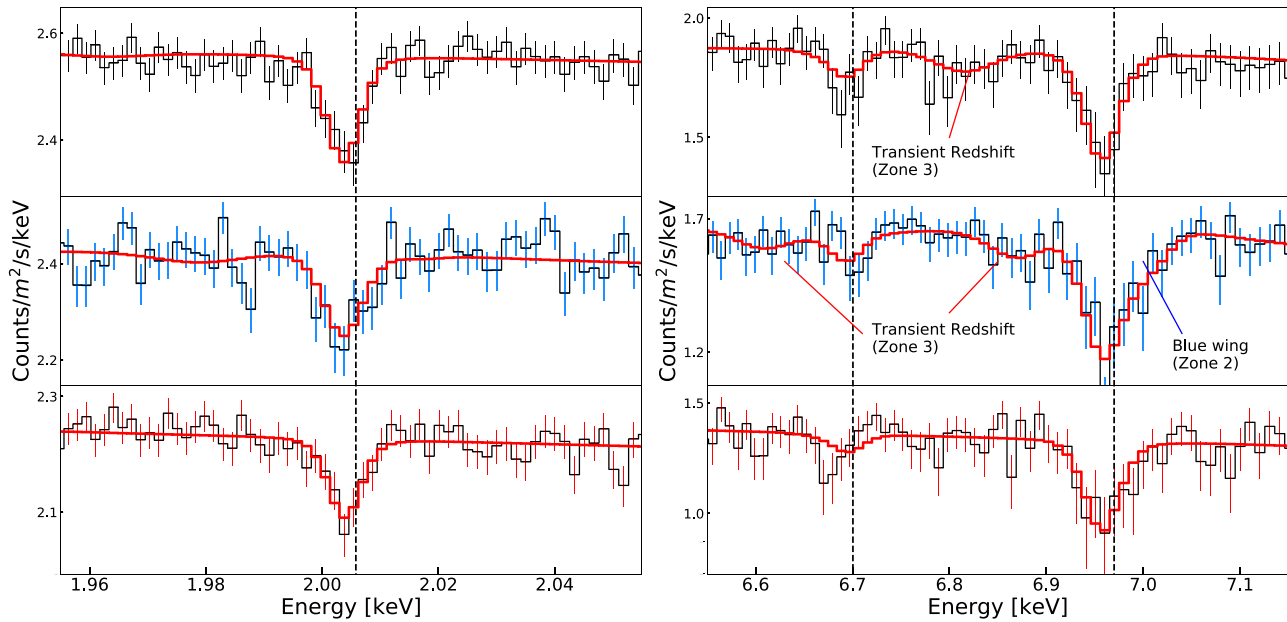 2.6
2.4
2.4
2.2
2.3
2.1
1.96
1.98
2.00
2.02
2.04
Energy [keV]
Counts/m²/s/keV
2.0
1.5
1.7
1.2
1.5
1.0
6.6
6.7
6.8
6.9
7.0
7.1
Energy [keV]
Counts/m²/s/keV
Transient Redshift
(Zone 3)
Transient Redshift
(Zone 3)
Blue wing
(Zone 2)